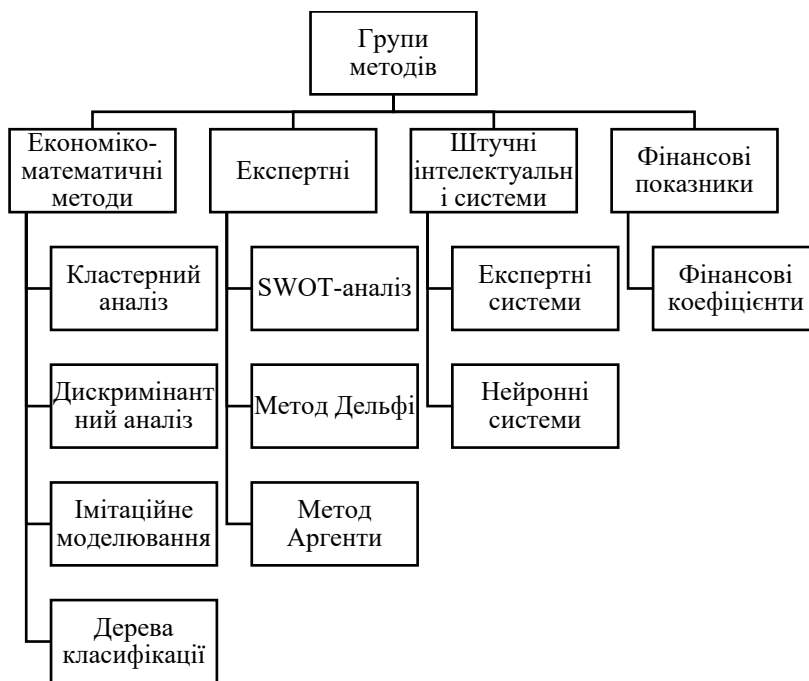 Групи
методів
Економіко-
математичні
методи
Експертні
Штучні
інтелектуальн
і системи
Фінансові
показники
Кластерний
аналіз
SWOT-аналіз
Експертні
системи
Фінансові
коефіцієнти
Дискримінант
ний аналіз
Метод Дельфі
Нейронні
системи
Імітаційне
моделювання
Метод
Аргенти
Дерева
класифікації